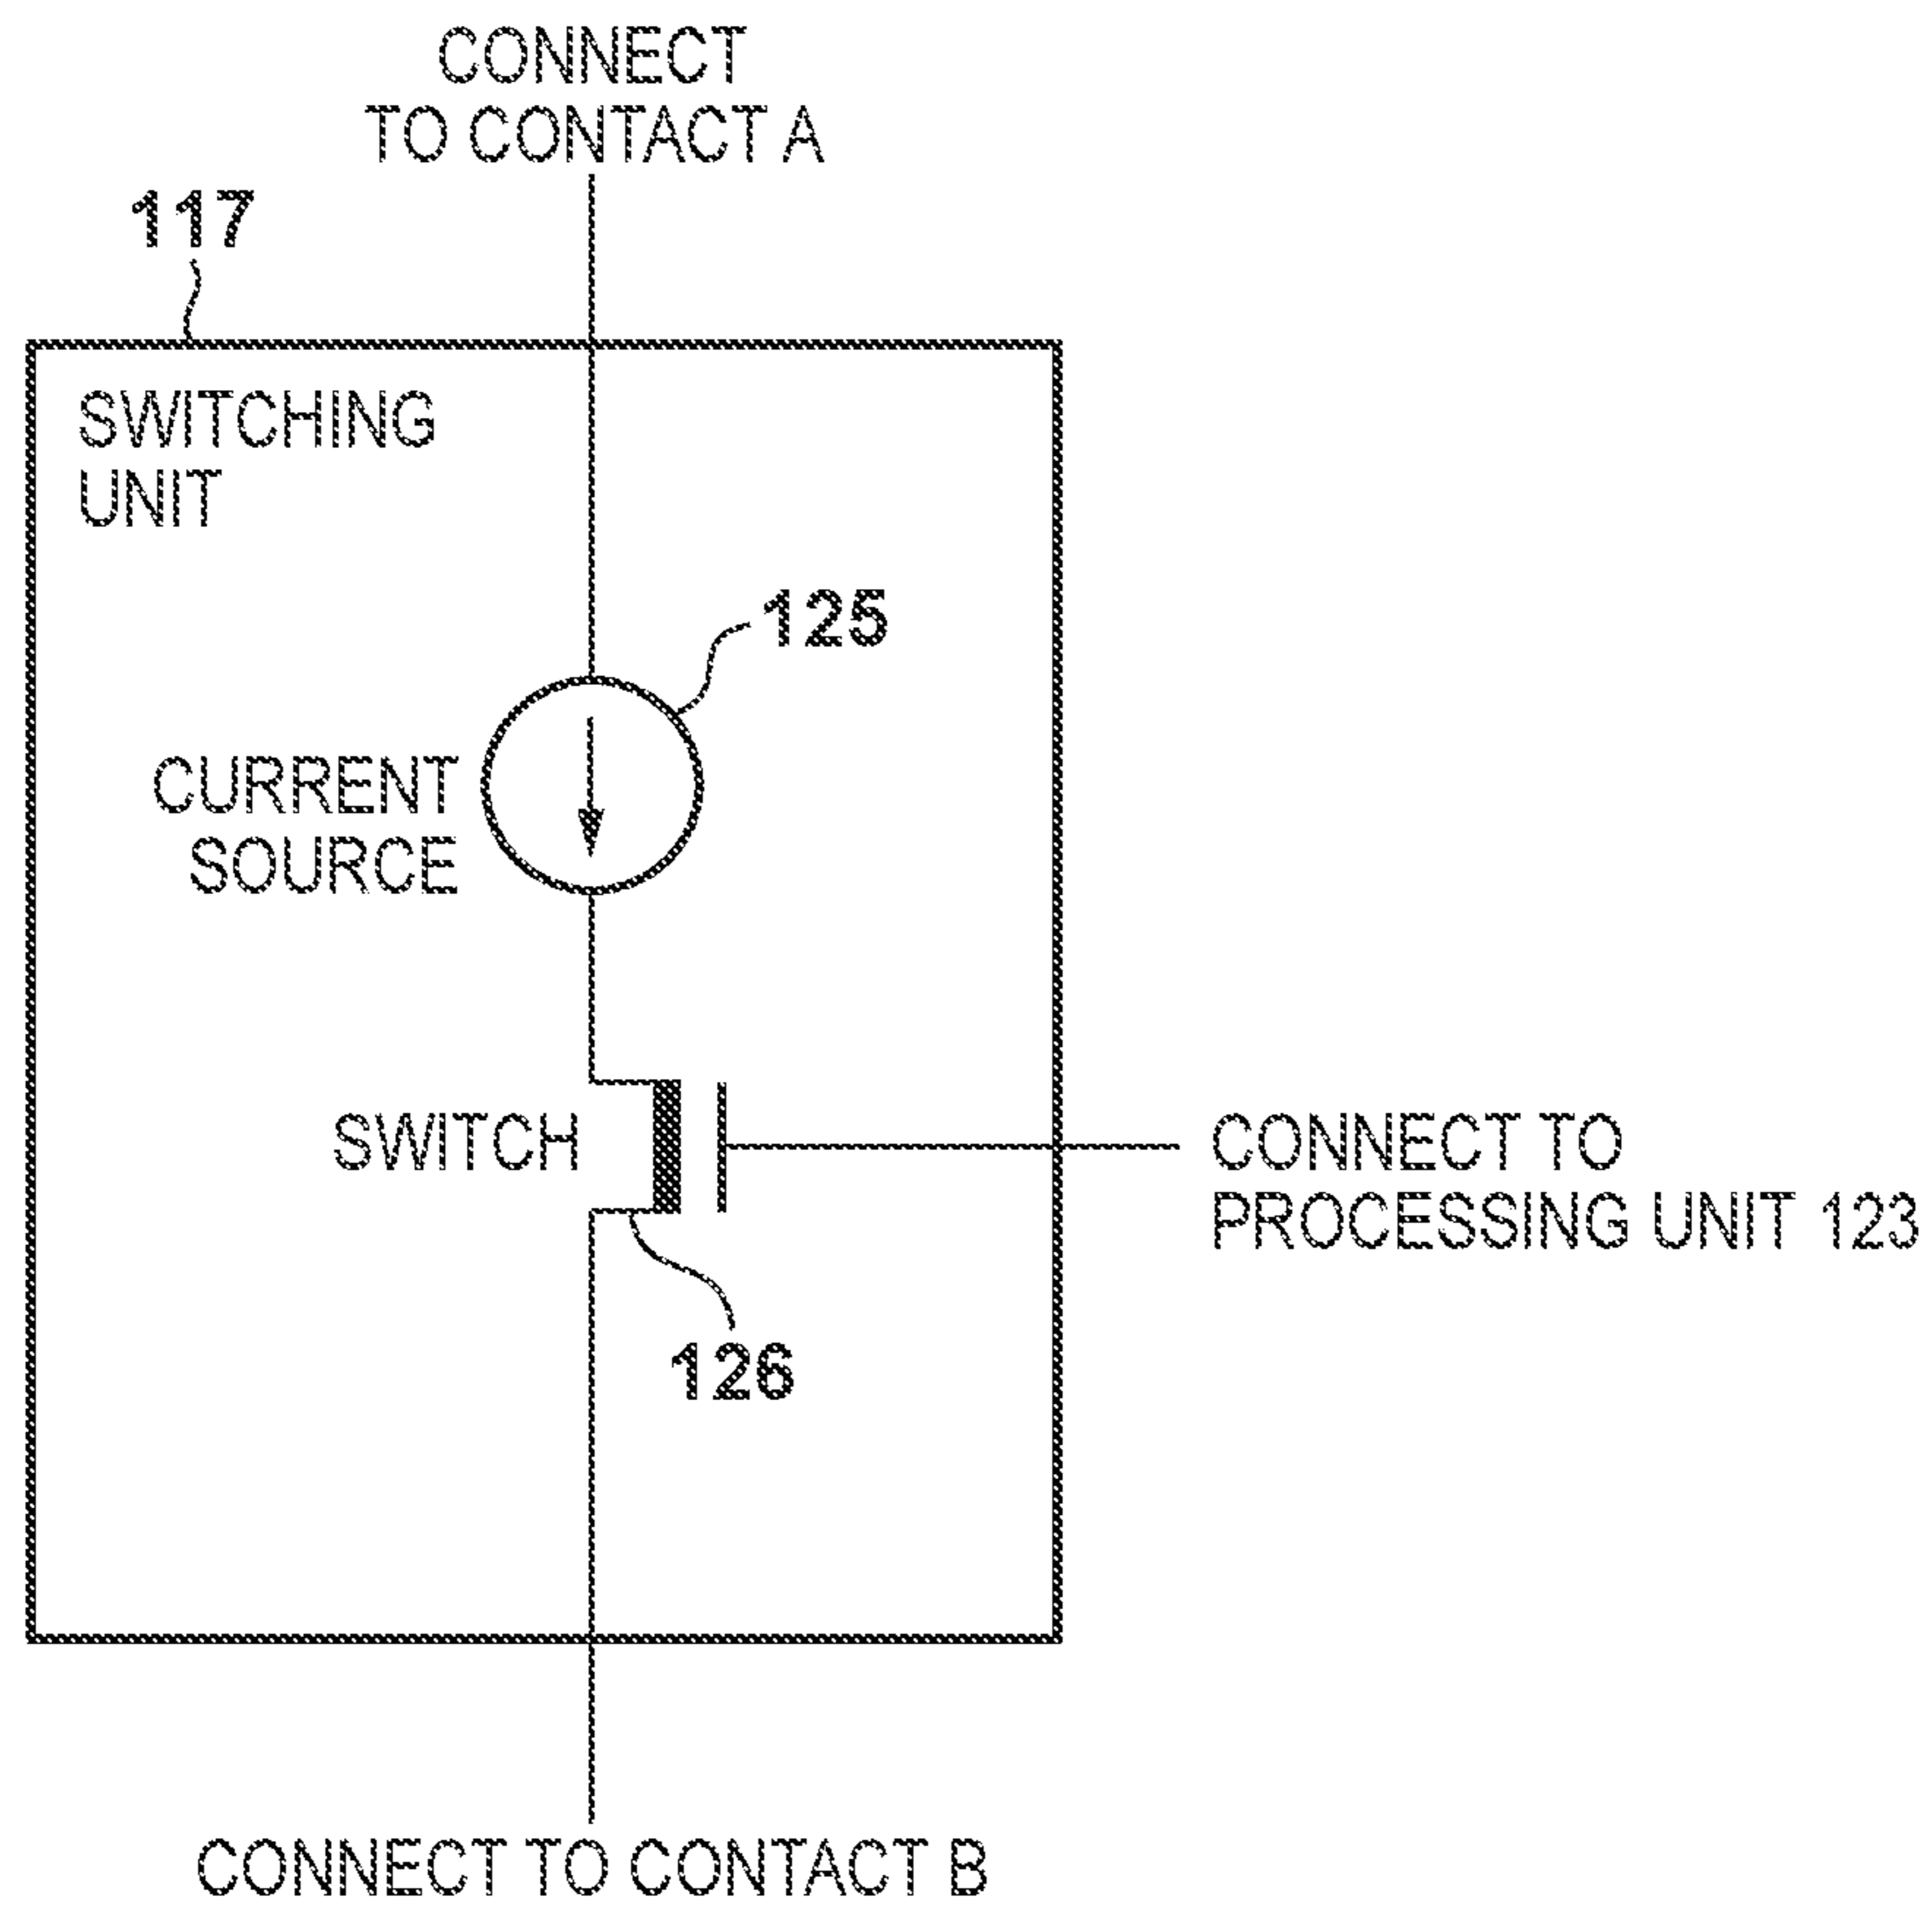 CONNECT
TO CONTACT A
117
SWITCHING
UNIT
125
CURRENT
SOURCE
SWITCH
CONNECT TO
PROCESSING UNIT 123
126
CONNECT TO CONTACT B